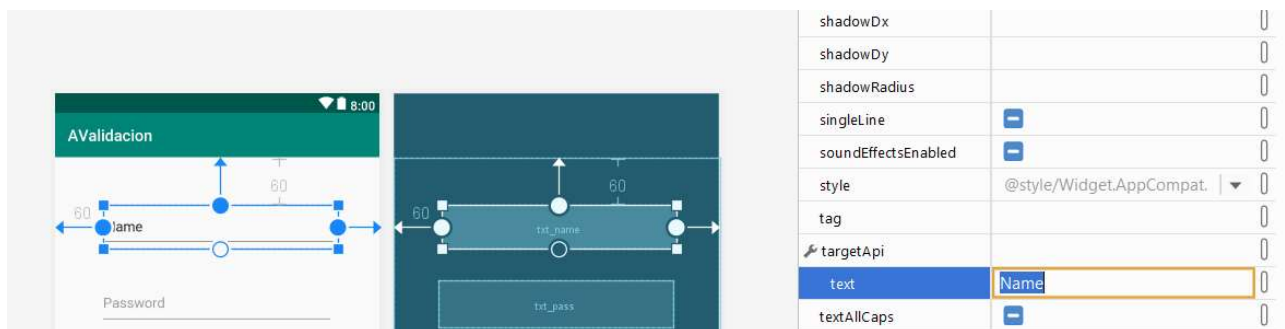 shadowDx
shadowDy
shadowRadius
singleLine
soundEffectsEnabled
style @style/Widget.AppCompat.
tag
targetApi
text Name
textAllCaps
8:00
AValidacion
60
60
Name
Password
60
60
txt_name
txt_pass